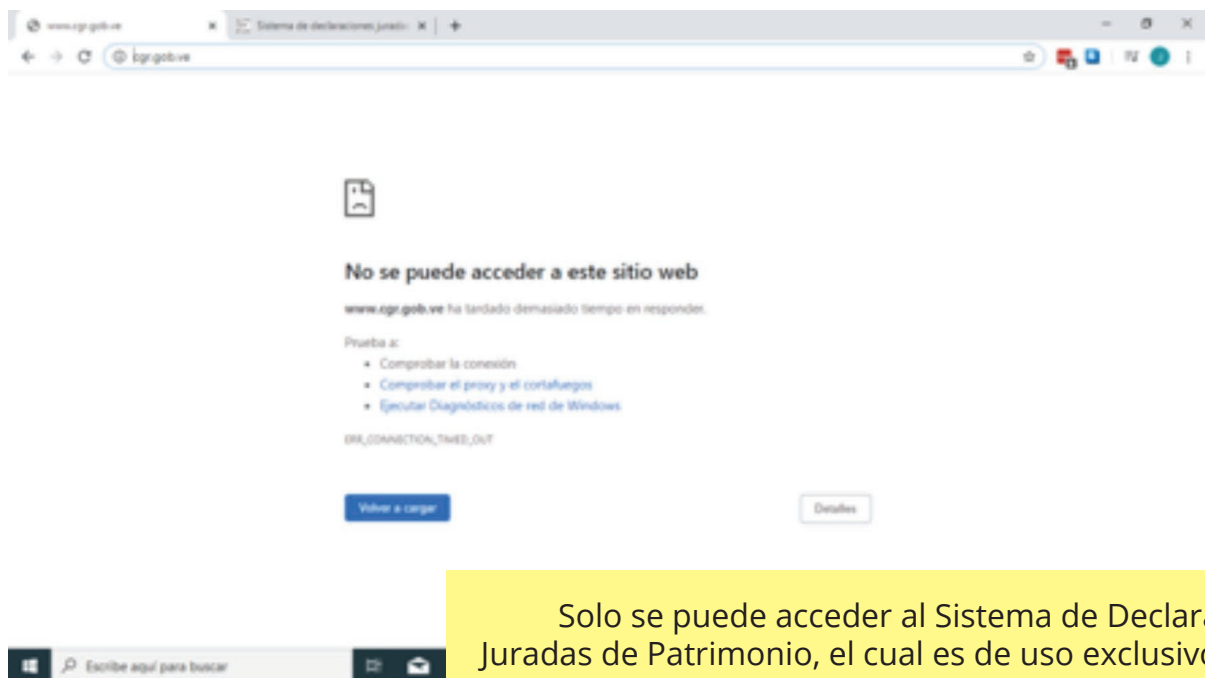 www.cgr.gob.ve
Sistema de declaraciones jurad
cgr.gob.ve
No se puede acceder a este sitio web
www.cgr.gob.ve ha tardado demasiado tiempo en responder.
Prueba a:
• Comprobar la conexión
• Comprobar el proxy y el cortafuegos
• Ejecutar Diagnósticos de red de Windows
ERR_CONNECTION_TIMED_OUT
Volver a cargar
Detalles
Solo se puede acceder al Sistema de Declara
Juradas de Patrimonio, el cual es de uso exclusivo
Escribe aquí para buscar